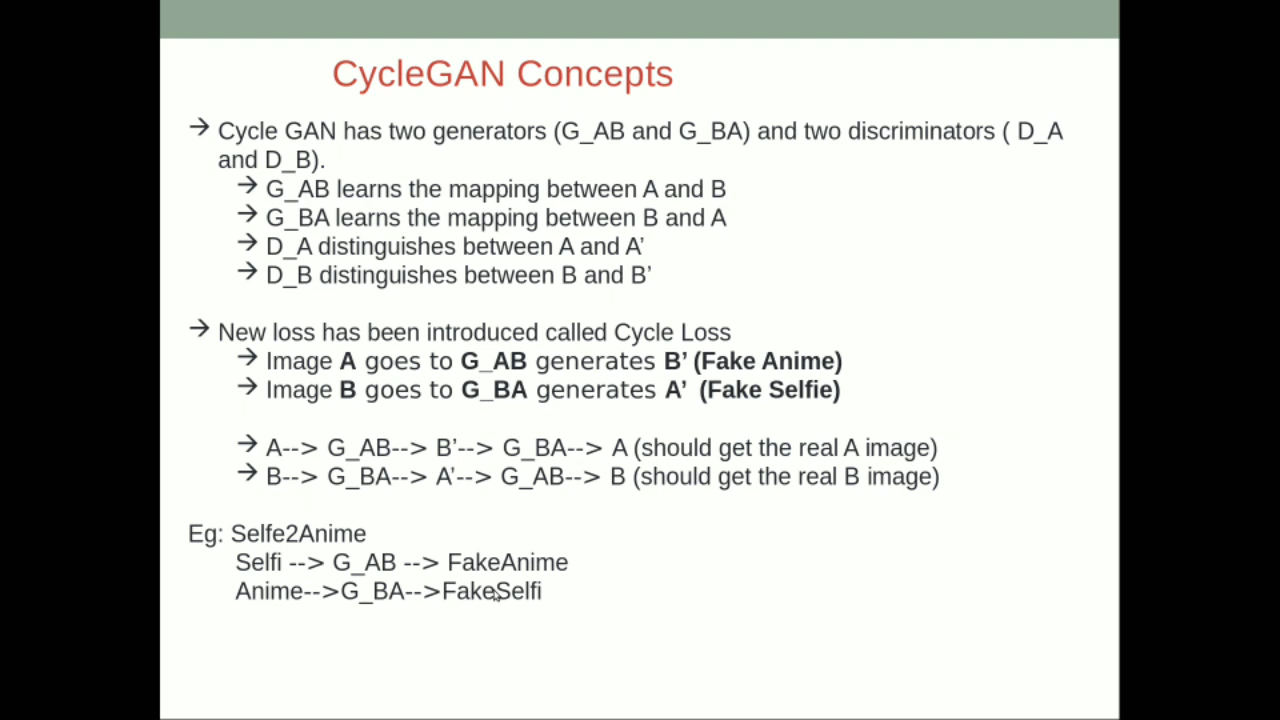 CycleGAN Concepts
→ Cycle GAN has two generators (G_AB and G_BA) and two discriminators ( D_A
and D_B).
→ G_AB learns the mapping between A and B
→ G_BA learns the mapping between B and A
→ D_A distinguishes between A and A’
→ D_B distinguishes between B and B’
→ New loss has been introduced called Cycle Loss
→ Image A goes to G_AB generates B’ (Fake Anime)
→ Image B goes to G_BA generates A’ (Fake Selfie)
→ A--> G_AB--> B’--> G_BA--> A (should get the real A image)
→ B--> G_BA--> A’--> G_AB--> B (should get the real B image)
Eg: Selfe2Anime
Selfi --> G_AB --> FakeAnime
Anime-->G_BA-->FakeSelfi